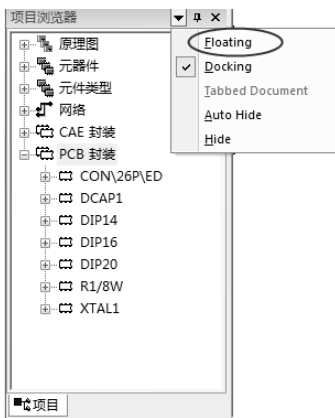 项目浏览器
原理图
元器件
元件类型
网络
CAE 封装
PCB 封装
CON\26P\ED
DCAP1
DIP14
DIP16
DIP20
R1/8W
XTAL1
项目
Floating
Docking
Tabbed Document
Auto Hide
Hide